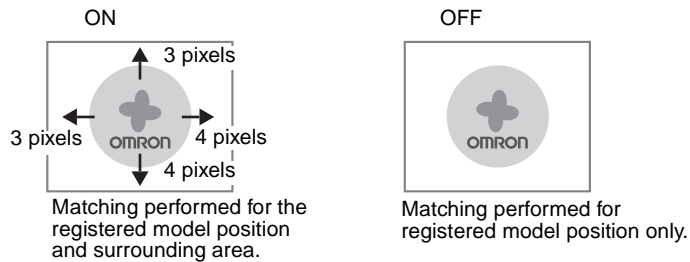 ON
3 pixels
3 pixels
OMRON
4 pixels
4 pixels
Matching performed for the
registered model position
and surrounding area.
OFF
OMRON
Matching performed for
registered model position only.